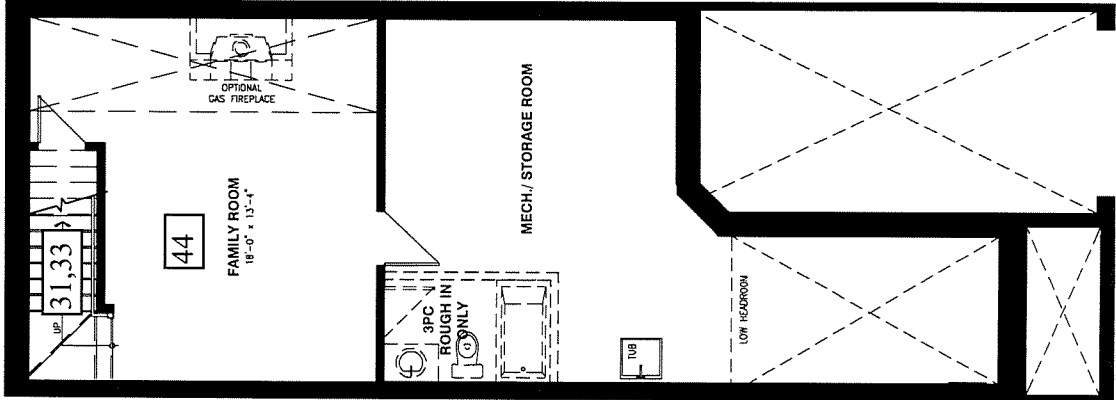 OPTIONAL
GAS FIREPLACE
FAMILY ROOM
18'-0" x 13'-4"
44
31,33
UP
MECH./ STORAGE ROOM
3PC
ROUGH IN
ONLY
TUB
LOW HEADROON